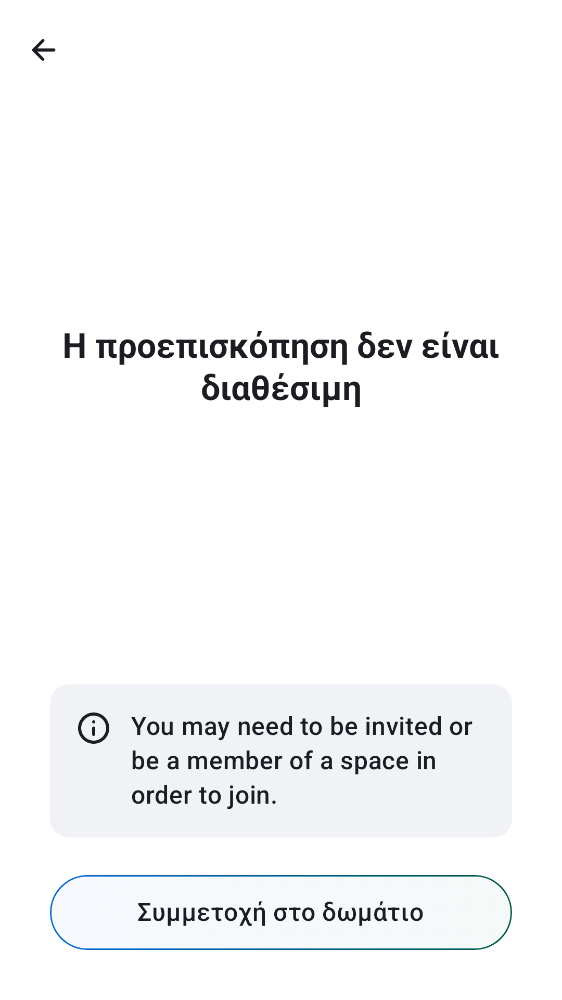 Η προεπισκόπηση δεν είναι
διαθέσιμη
You may need to be invited or
be a member of a space in
order to join.
Συμμετοχή στο δωμάτιο